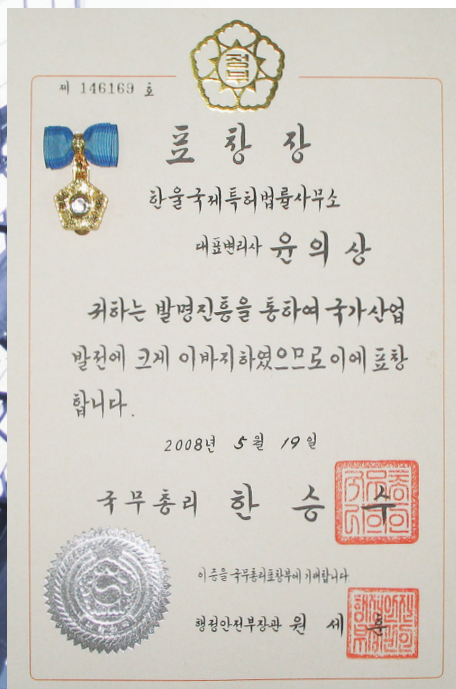 정부
제 146169 호
표 창 장
한울국제특허법률사무소
대표변리사 윤 의 상
귀하는 발명진흥을 통하여 국가산업
발전에 크게 이바지하였으므로 이에 표창
합니다.
2008년 5월 19일
국무총리 한 승 수
이 증을 국무총리표창부에 기재합니다
행정안전부장관 원 세 훈